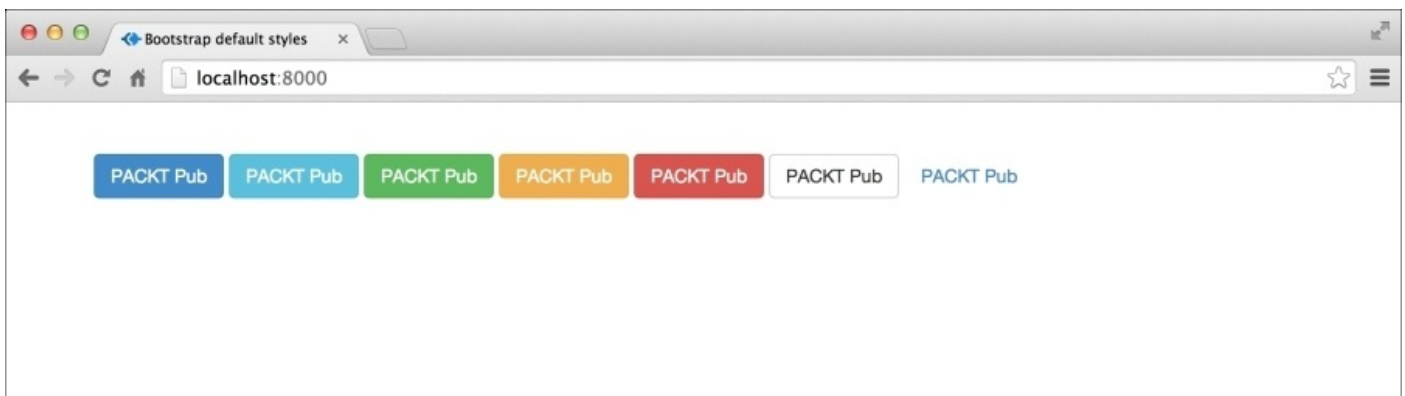 Bootstrap default styles
localhost:8000
PACKT Pub PACKT Pub PACKT Pub PACKT Pub PACKT Pub PACKT Pub PACKT Pub